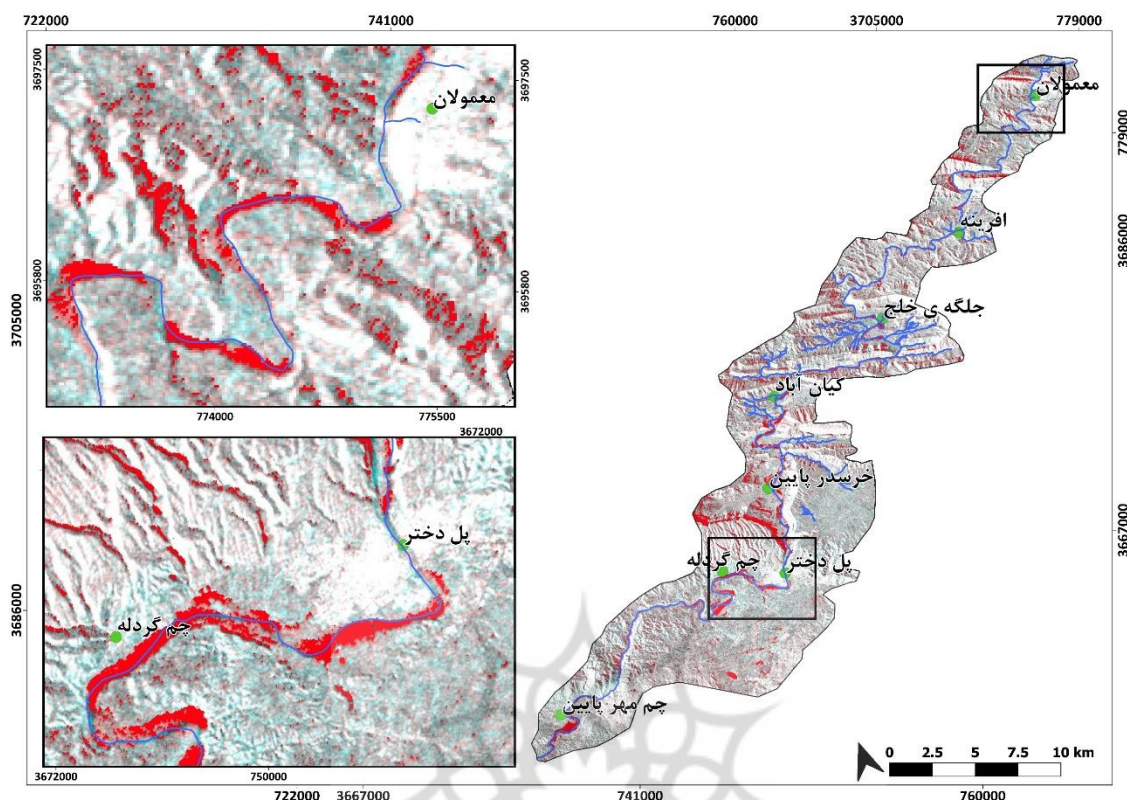 722000 741000 760000 3705000 779000
3697500
3697500
معمولان
3695800
3695800
774000 775500
3705000
معمولان
779000
افرینه
3686000
جلگه ی خلج
کیان آباد
خرسدر پایین
3667000
چم گردله
پل دختر
چم مهر پایین
3672000
پل دختر
چم گردله
3686000
3672000 750000
0 2.5 5 7.5 10 km
722000 3667000 741000 760000